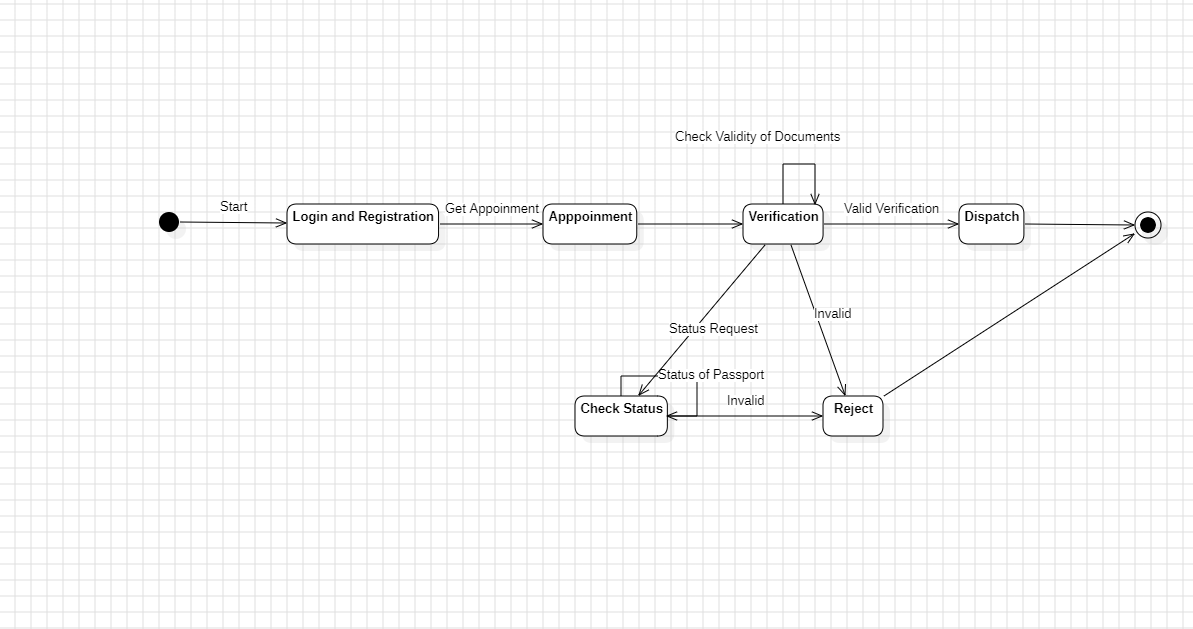 Check Validity of Documents
Start
Login and Registration
Get Appoinment
Apppoinment
Verification
Valid Verification
Dispatch
Invalid
Status Request
Status of Passport
Check Status
Invalid
Reject